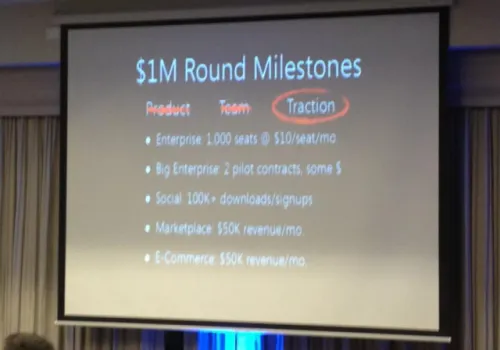 $1M Round Milestones
Product Team Traction
• Enterprise: 1,000 seats @ $10/seat/mo
• Big Enterprise: 2 pilot contracts, some $
• Social: 100K+ downloads/signups
• Marketplace: $50K revenue/mo.
• E-Commerce: $50K revenue/mo.